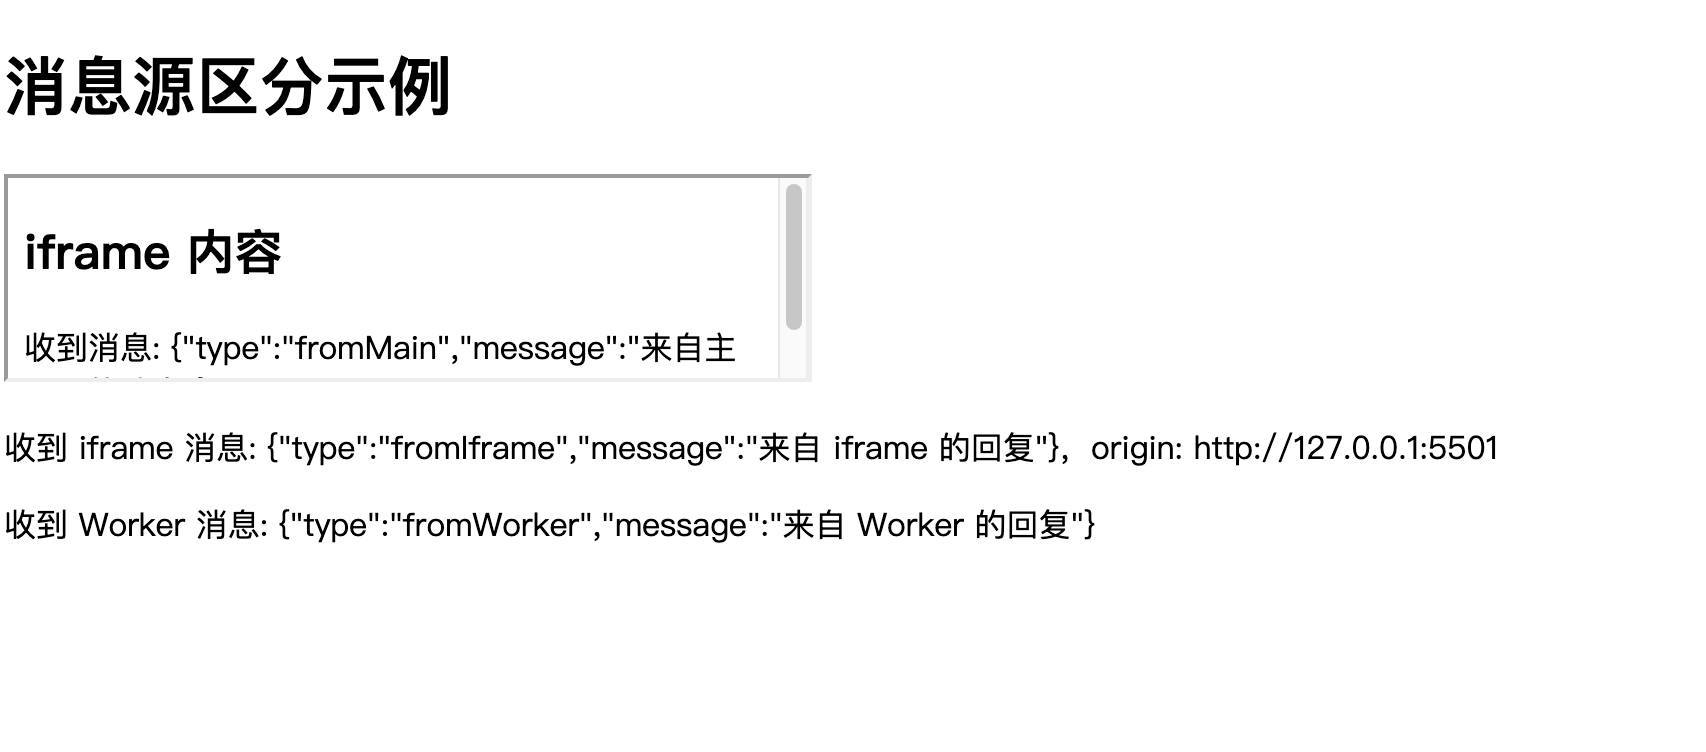 消息源区分示例
iframe 内容
收到消息: {"type":"fromMain","message":"来自主
收到 iframe 消息: {"type":"fromIframe","message":"来自 iframe 的回复"}，origin: http://127.0.0.1:5501
收到 Worker 消息: {"type":"fromWorker","message":"来自 Worker 的回复"}